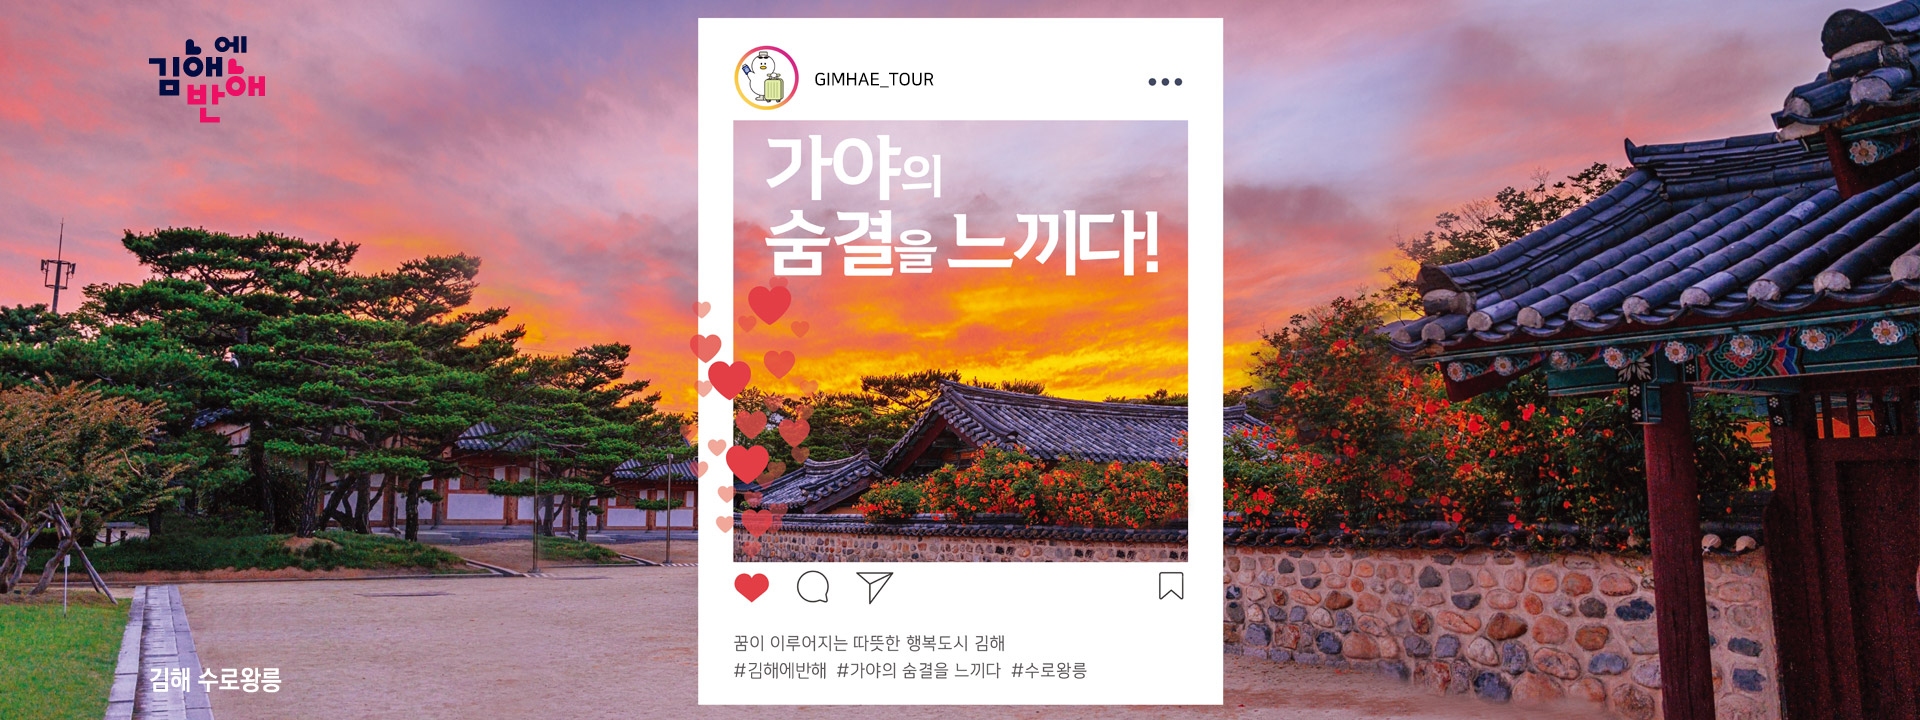 김해에 반해
GIMHAE_TOUR
가야의
숨결을 느끼다!
꿈이 이루어지는 따뜻한 행복도시 김해
#김해에반해 #가야의 숨결을 느끼다 #수로왕릉
김해 수로왕릉